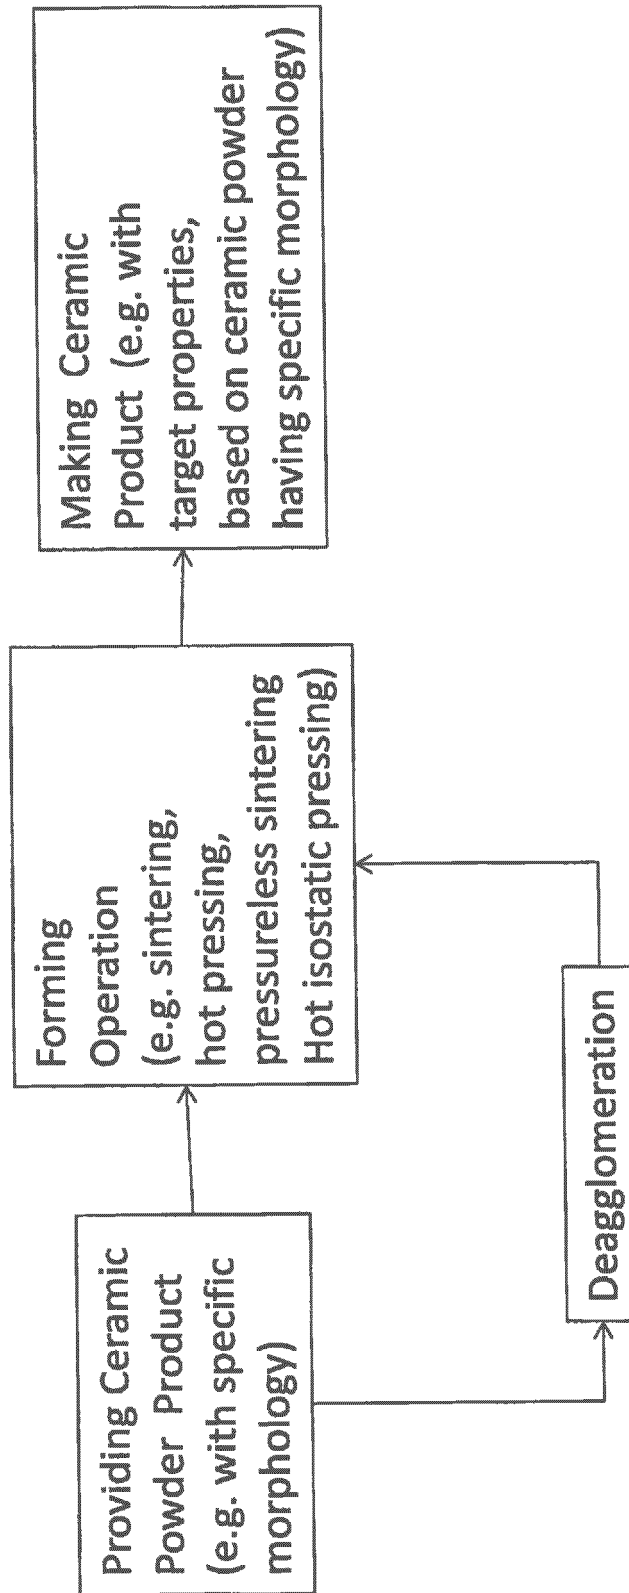 Providing Ceramic
Powder Product
(e.g. with specific
morphology)
Forming
Operation
(e.g. sintering,
hot pressing,
pressureless sintering
Hot isostatic pressing)
Making Ceramic
Product (e.g. with
target properties,
based on ceramic powder
having specific morphology)
Deagglomeration